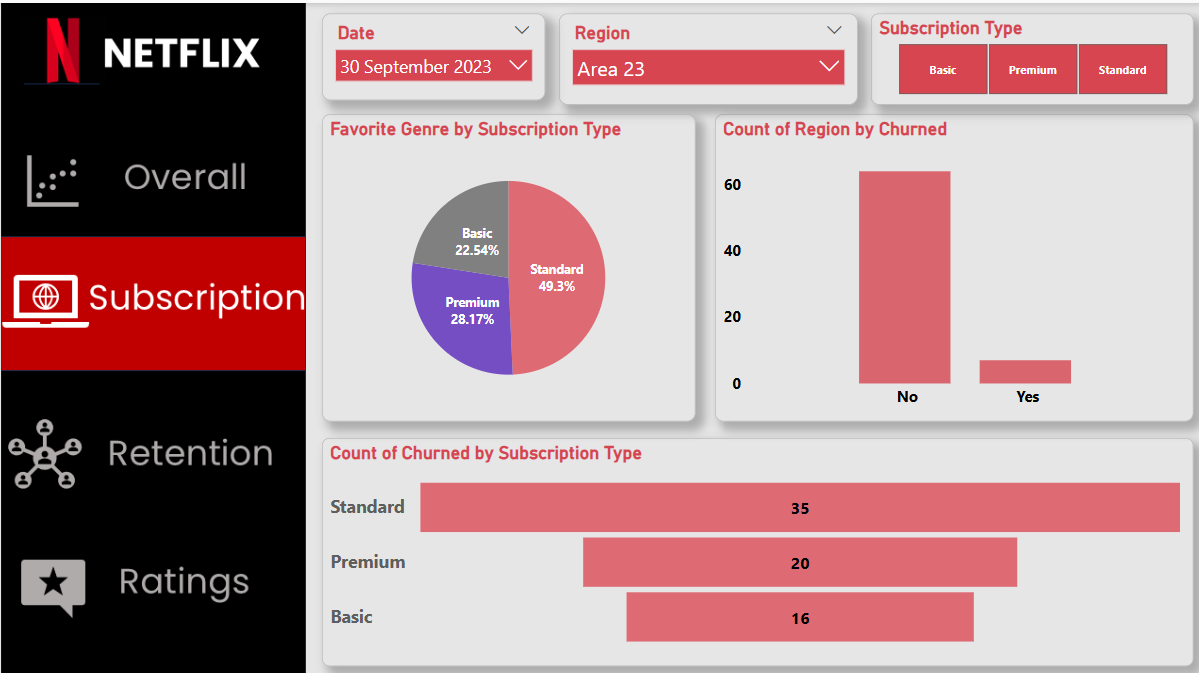 NETFLIX
Overall
Subscription
Retention
Ratings
Date
30 September 2023
Region
Area 23
Subscription Type
Basic
Premium
Standard
Favorite Genre by Subscription Type
Basic
22.54%
Standard
49.3%
Premium
28.17%
Count of Region by Churned
60
40
20
0
No
Yes
Count of Churned by Subscription Type
Standard
35
Premium
20
Basic
16